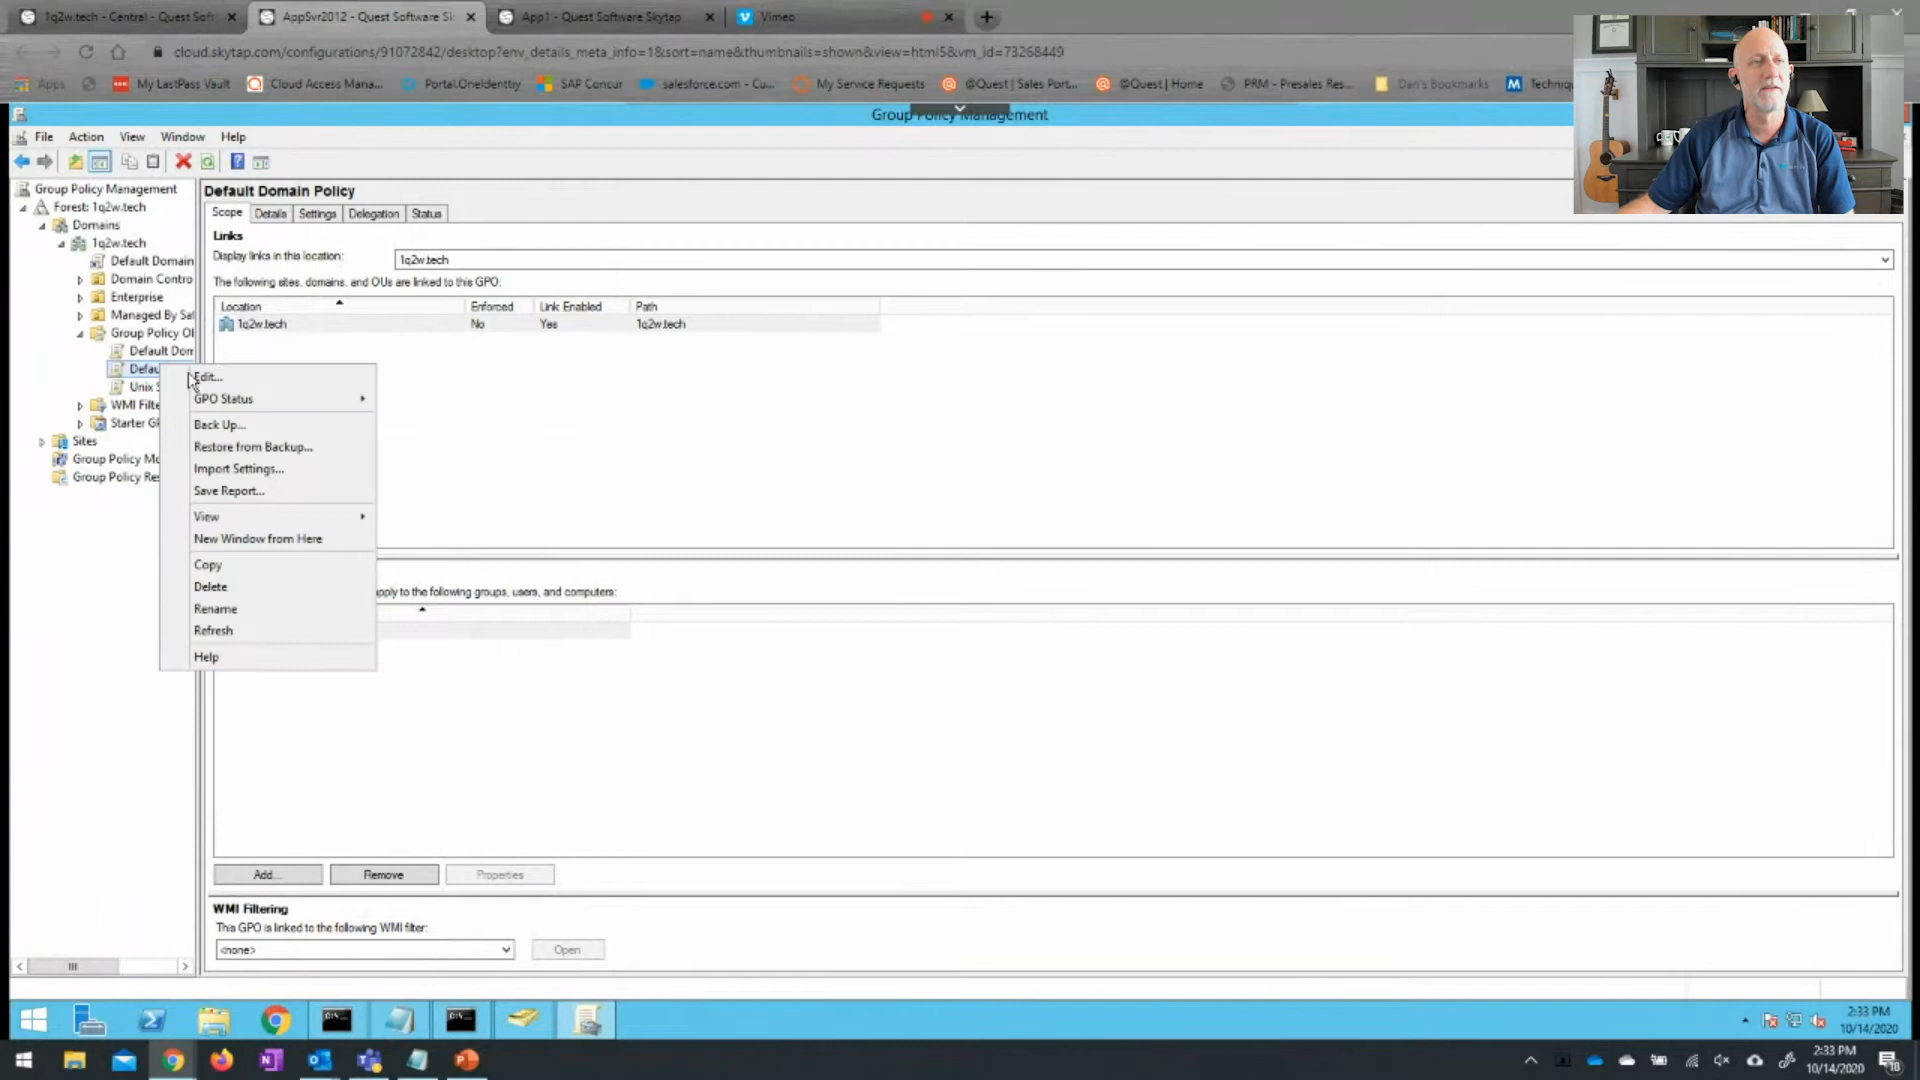 1q2w.tech - Central - Quest Soft
AppSvr2012 - Quest Software Sk
App1 - Quest Software Skytap
Vimeo
cloud.skytap.com/configurations/91072842/desktop?env_details_meta_info=1&sort=name&thumbnails=shown&view=html5&vm_id=73268449
Apps
My LastPass Vault
Cloud Access Mana...
Portal.OneIdenttiy
SAP Concur
salesforce.com - Cu...
My Service Requests
@Quest | Sales Port...
@Quest | Home
PRM - Presales Res...
Dan's Bookmarks
Techniq
Group Policy Management
File Action View Window Help
Group Policy Management
Forest: 1q2w.tech
Domains
1q2w.tech
Default Domain
Domain Contro
Enterprise
Managed By Saf
Group Policy Ob
Default Dom
Defau
Unix S
WMI Filte
Starter GP
Sites
Group Policy Mo
Group Policy Res
Edit...
GPO Status
Back Up...
Restore from Backup...
Import Settings...
Save Report...
View
New Window from Here
Copy
Delete
Rename
Refresh
Help
Default Domain Policy
Scope Details Settings Delegation Status
Links
Display links in this location: 1q2w.tech
The following sites, domains, and OUs are linked to this GPO:
Location Enforced Link Enabled Path
1q2w.tech No Yes 1q2w.tech
apply to the following groups, users, and computers:
Add... Remove Properties
WMI Filtering
This GPO is linked to the following WMI filter:
<none> Open
2:33 PM
10/14/2020
2:33 PM
10/14/2020
18